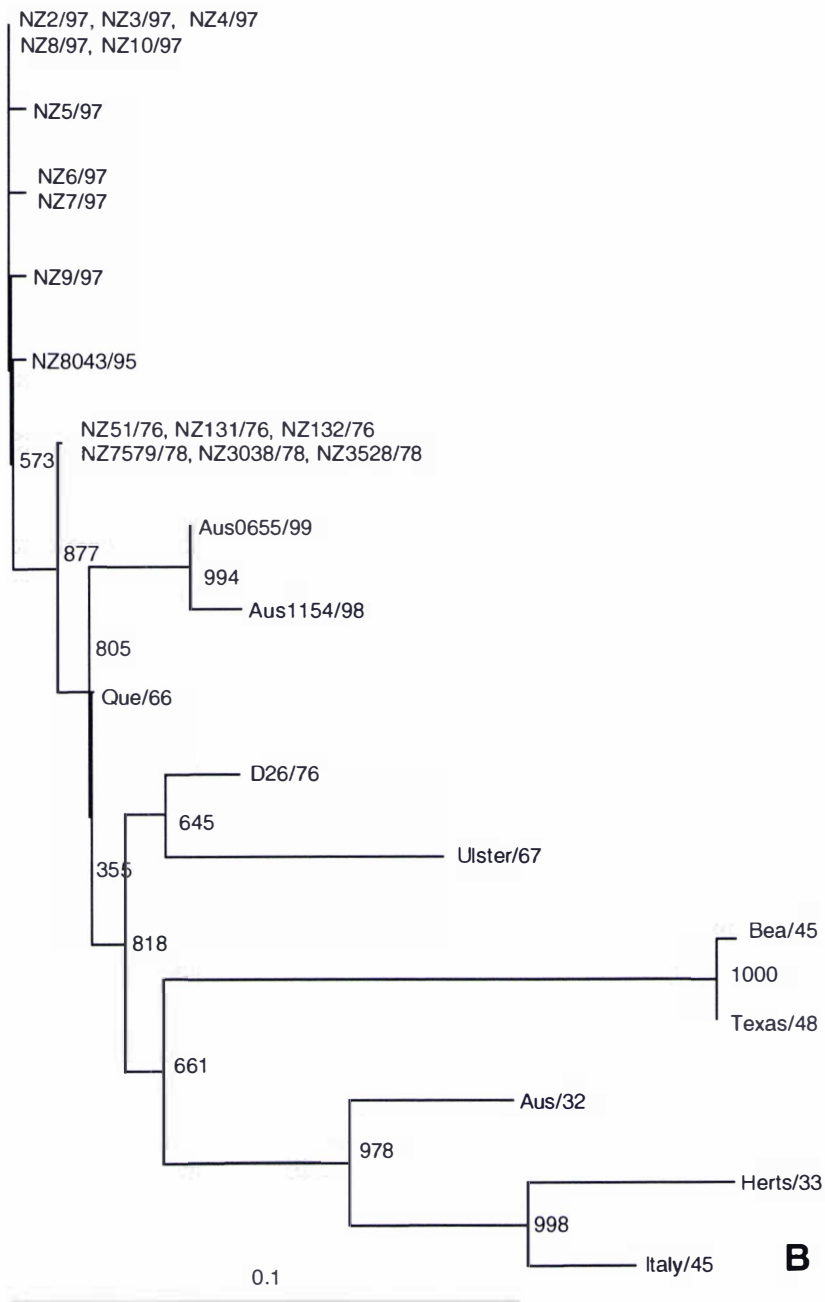 NZ2/97, NZ3/97, NZ4/97
NZ8/97, NZ10/97
NZ5/97
NZ6/97
NZ7/97
NZ9/97
NZ8043/95
NZ51/76, NZ131/76, NZ132/76
573
NZ7579/78, NZ3038/78, NZ3528/78
Aus0655/99
877
994
Aus1154/98
805
Que/66
D26/76
645
Ulster/67
355
Bea/45
818
1000
Texas/48
661
Aus/32
978
Herts/33
998
Italy/45
B
0.1